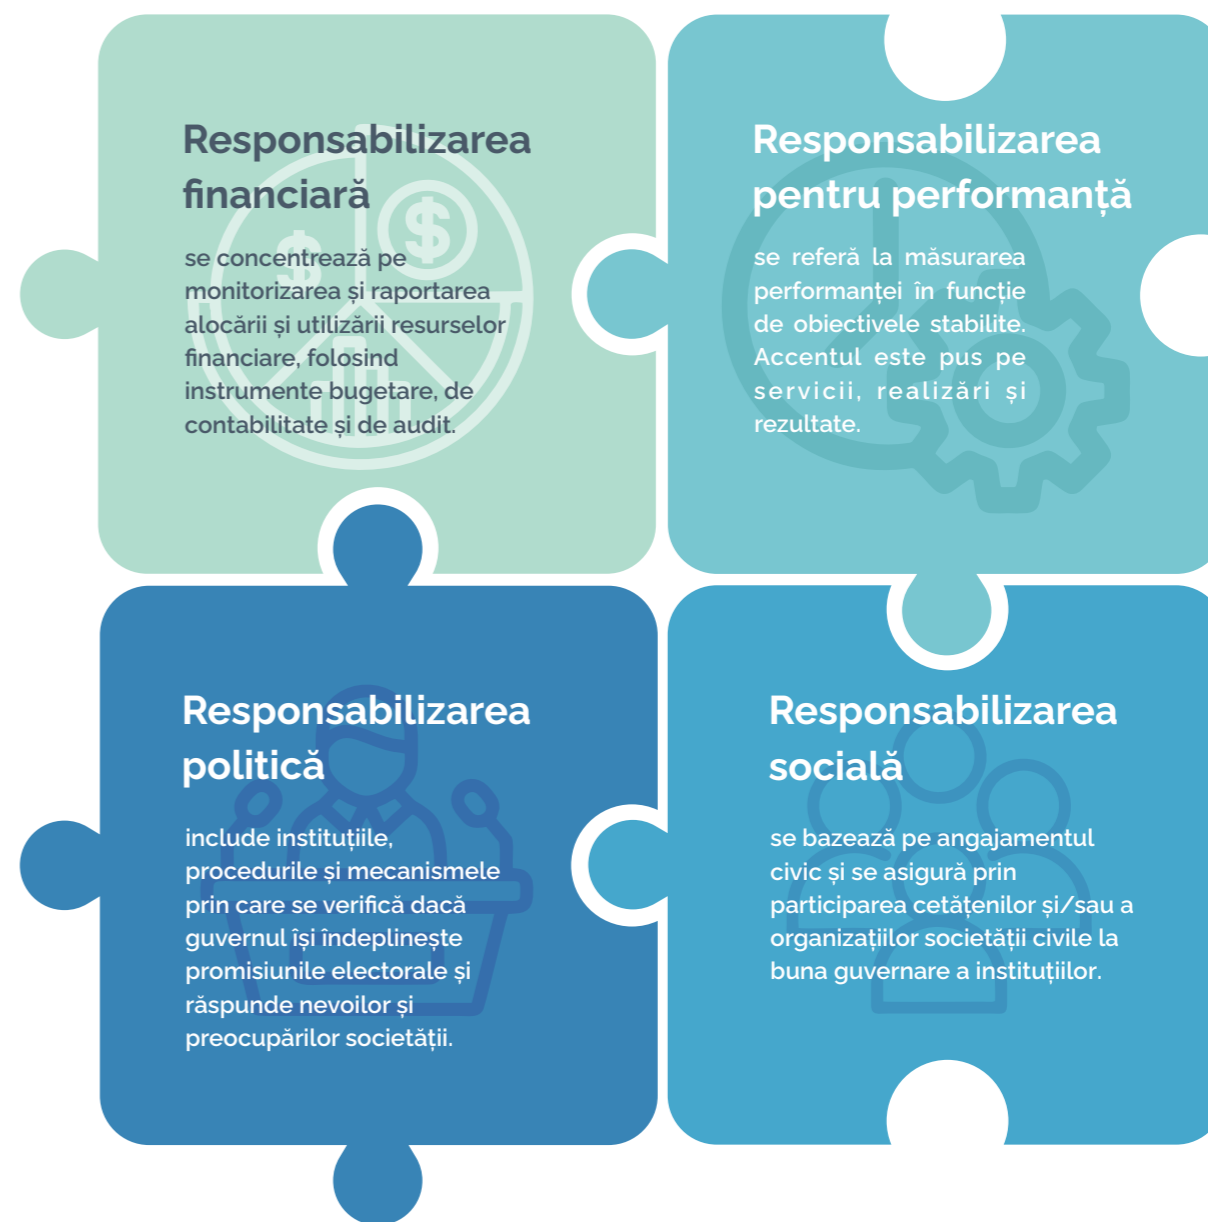 Responsabilizarea
financiară
se concentrează pe
monitorizarea și raportarea
alocării și utilizării resurselor
financiare, folosind
instrumente bugetare, de
contabilitate și de audit.
Responsabilizarea
pentru performanță
se referă la măsurarea
performanței în funcție
de obiectivele stabilite.
Accentul este pus pe
servicii, realizări și
rezultate.
Responsabilizarea
politică
include instituțiile,
procedurile și mecanismele
prin care se verifică dacă
guvernul își îndeplinește
promisiunile electorale și
răspunde nevoilor și
preocupărilor societății.
Responsabilizarea
socială
se bazează pe angajamentul
civic și se asigură prin
participarea cetățenilor și/sau a
organizațiilor societății civile la
buna guvernare a instituțiilor.